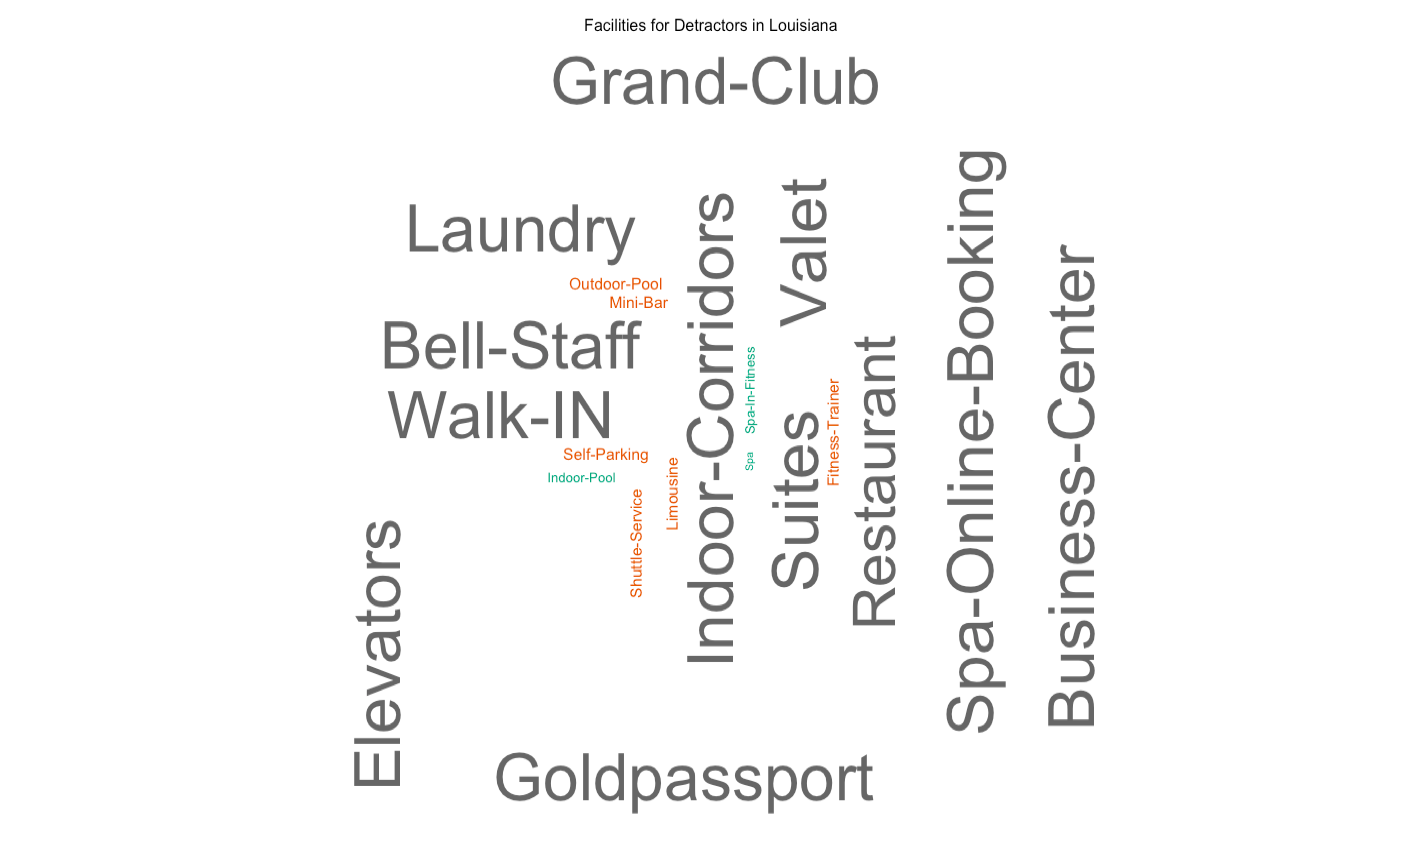 Facilities for Detractors in Louisiana
Grand-Club
Laundry
Outdoor-Pool
Mini-Bar
Bell-Staff
Walk-IN
Self-Parking
Indoor-Pool
Shuttle-Service
Limousine
Indoor-Corridors
Spa-In-Fitness
Spa
Valet
Suites
Fitness-Trainer
Restaurant
Spa-Online-Booking
Business-Center
Elevators
Goldpassport